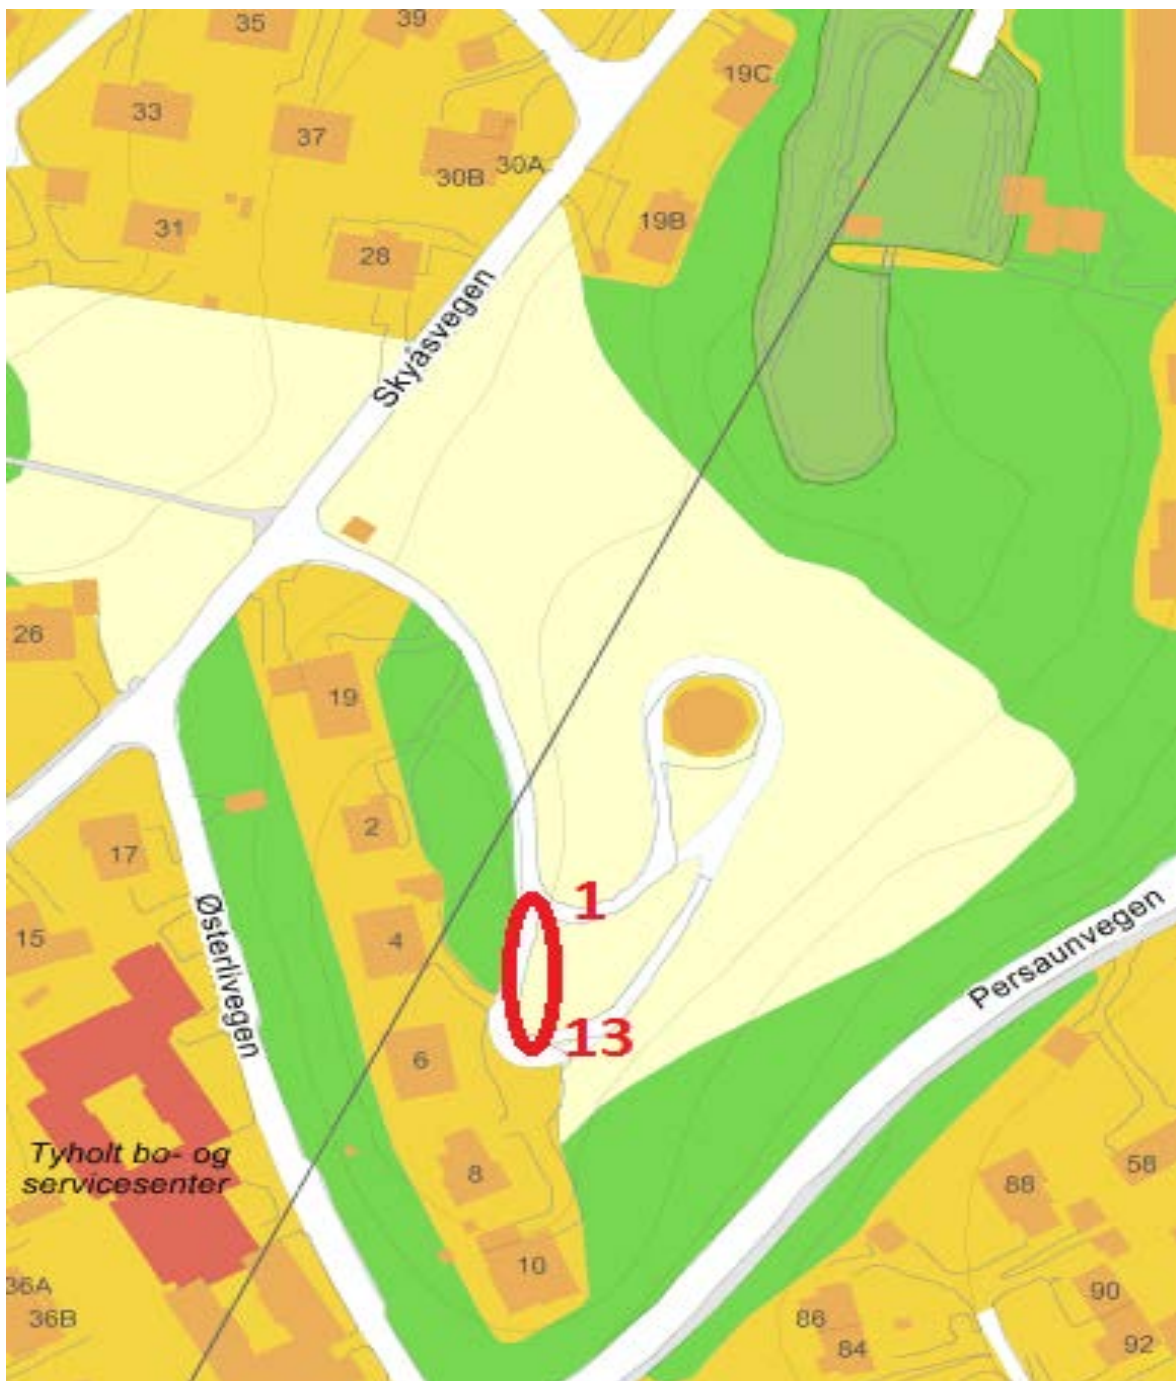 35
39
19C
33
37
30B
30A
31
19B
28
Skyåsvegen
26
19
2
17
1
Østerlivegen
15
4
Persaunvegen
13
6
Tyholt bo- og
servicesenter
8
58
88
10
36A
36B
90
86
84
92